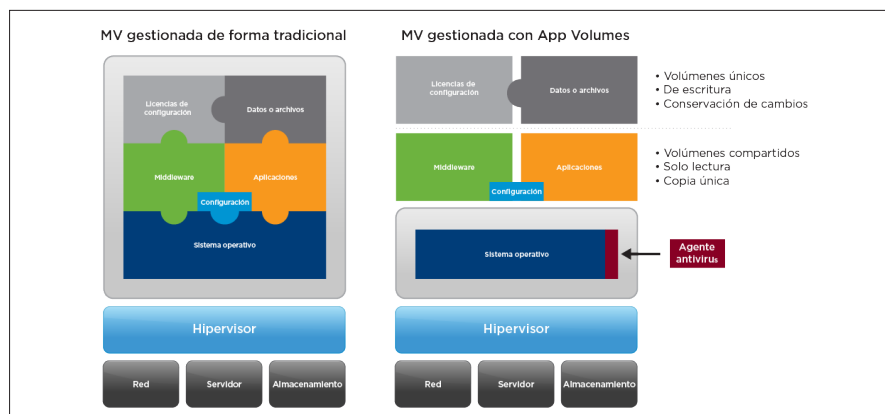 MV gestionada de forma tradicional
Licencias de
configuración
Datos o archivos
Middleware
Aplicaciones
Configuración
Sistema operativo
Hipervisor
Red
Servidor
Almacenamiento
MV gestionada con App Volumes
Licencias de
configuración
Datos o archivos
• Volúmenes únicos
• De escritura
• Conservación de cambios
Middleware
Aplicaciones
Configuración
• Volúmenes compartidos
• Solo lectura
• Copia única
Sistema operativo
Agente
antivirus
Hipervisor
Red
Servidor
Almacenamiento